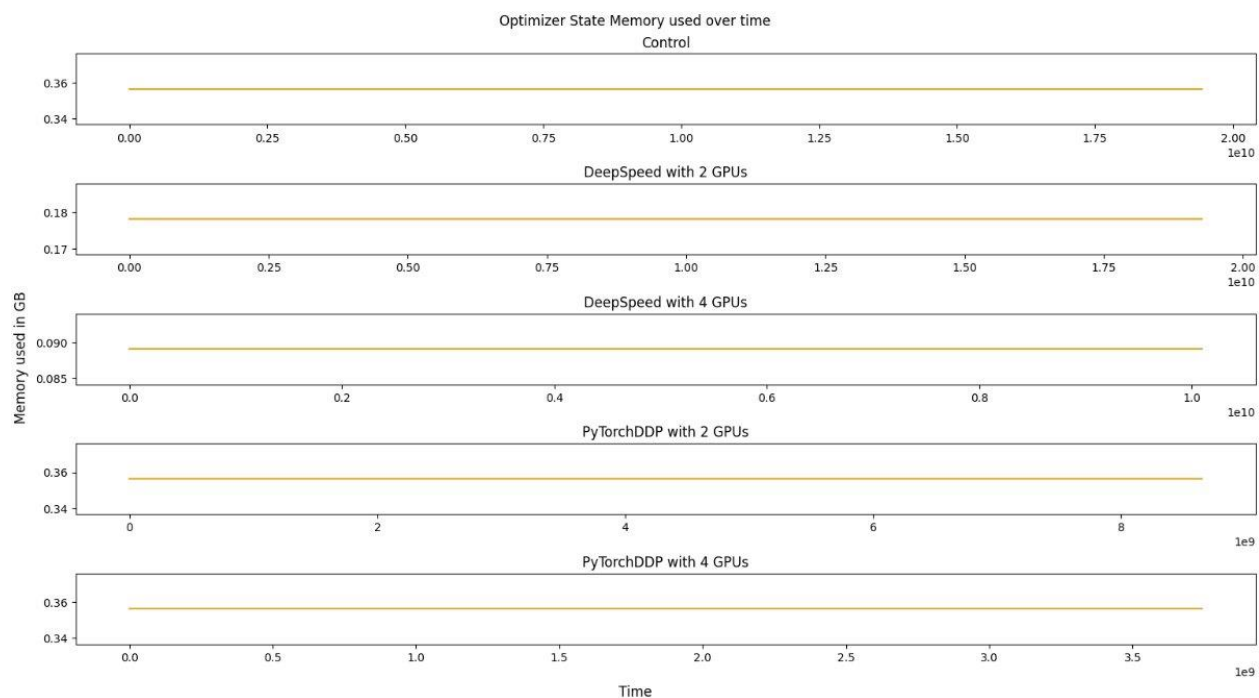 Optimizer State Memory used over time
Control
0.36
0.34
0.00 0.25 0.50 0.75 1.00 1.25 1.50 1.75 2.00
1e10
DeepSpeed with 2 GPUs
0.18
0.17
0.00 0.25 0.50 0.75 1.00 1.25 1.50 1.75 2.00
1e10
DeepSpeed with 4 GPUs
Memory used in GB
0.090
0.085
0.0 0.2 0.4 0.6 0.8 1.0
1e10
PyTorchDDP with 2 GPUs
0.36
0.34
0 2 4 6 8
1e9
PyTorchDDP with 4 GPUs
0.36
0.34
0.0 0.5 1.0 1.5 2.0 2.5 3.0 3.5
1e9
Time